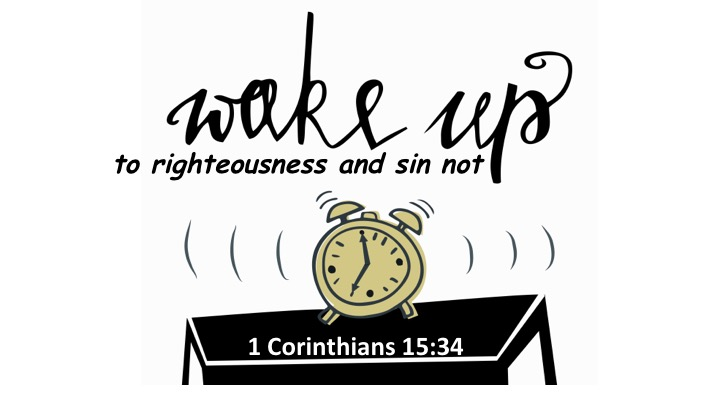 wake up
to righteousness and sin not
1 Corinthians 15:34